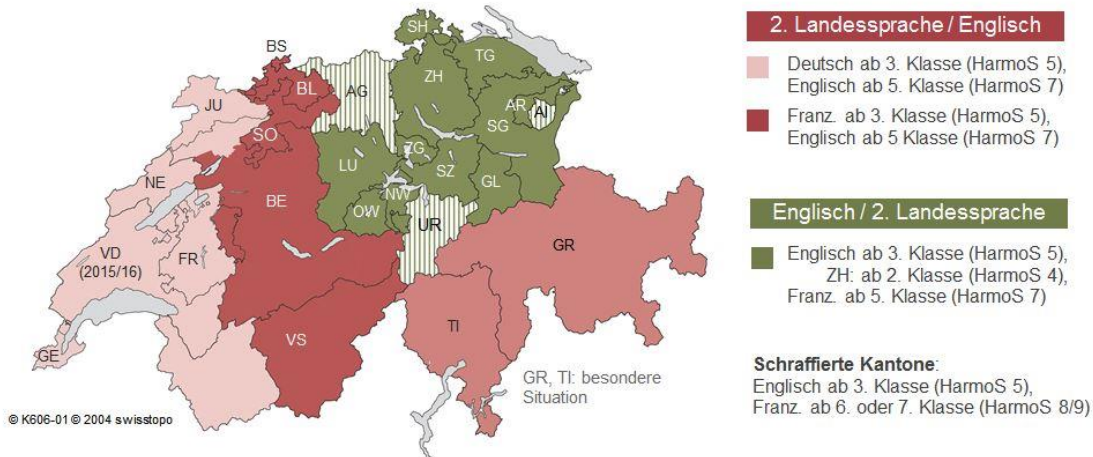 SH
BS
TG
BL
AG
ZH
JU
AR
AI
SO
SG
ZG
LU
SZ
NE
NW
GL
BE
OW
UR
GR
VD
(2015/16)
FR
TI
VS
GE
GR, TI: besondere
Situation
© K606-01 © 2004 swisstopo
2. Landessprache / Englisch
Deutsch ab 3. Klasse (HarmoS 5),
Englisch ab 5. Klasse (HarmoS 7)
Franz. ab 3. Klasse (HarmoS 5),
Englisch ab 5 Klasse (HarmoS 7)
Englisch / 2. Landessprache
Englisch ab 3. Klasse (HarmoS 5),
ZH: ab 2. Klasse (HarmoS 4),
Franz. ab 5. Klasse (HarmoS 7)
Schraffierte Kantone:
Englisch ab 3. Klasse (HarmoS 5),
Franz. ab 6. oder 7. Klasse (HarmoS 8/9)